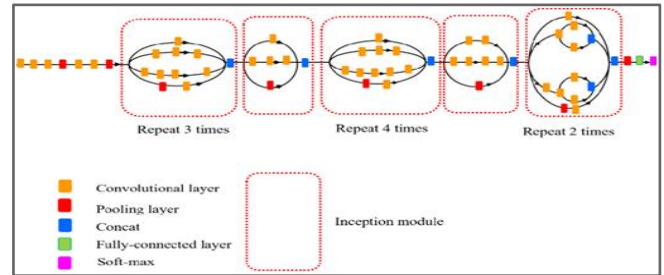 Repeat 3 times
Repeat 4 times
Repeat 2 times
Convolutional layer
Pooling layer
Concat
Fully-connected layer
Soft-max
Inception module